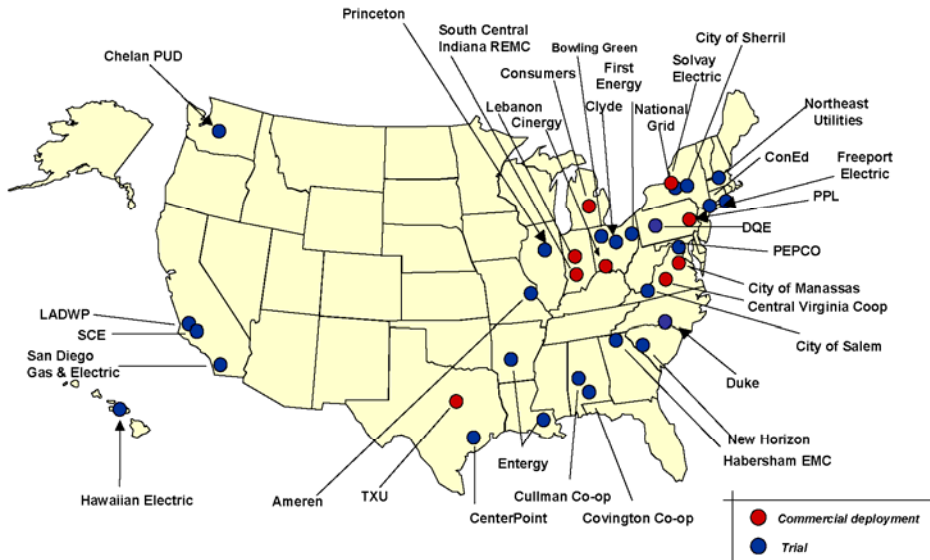 Princeton
South Central
Indiana REMC
Bowling Green
City of Sherril
Chelan PUD
Consumers
First
Energy
Solvay
Electric
Lebanon
Cinergy
Clyde
National
Grid
Northeast
Utilities
ConEd
Freeport
Electric
PPL
DQE
PEPCO
City of Manassas
Central Virginia Coop
LADWP
SCE
City of Salem
San Diego
Gas & Electric
Duke
New Horizon
Habersham EMC
Hawaiian Electric
Ameren
TXU
Entergy
CenterPoint
Cullman Co-op
Covington Co-op
Commercial deployment
Trial